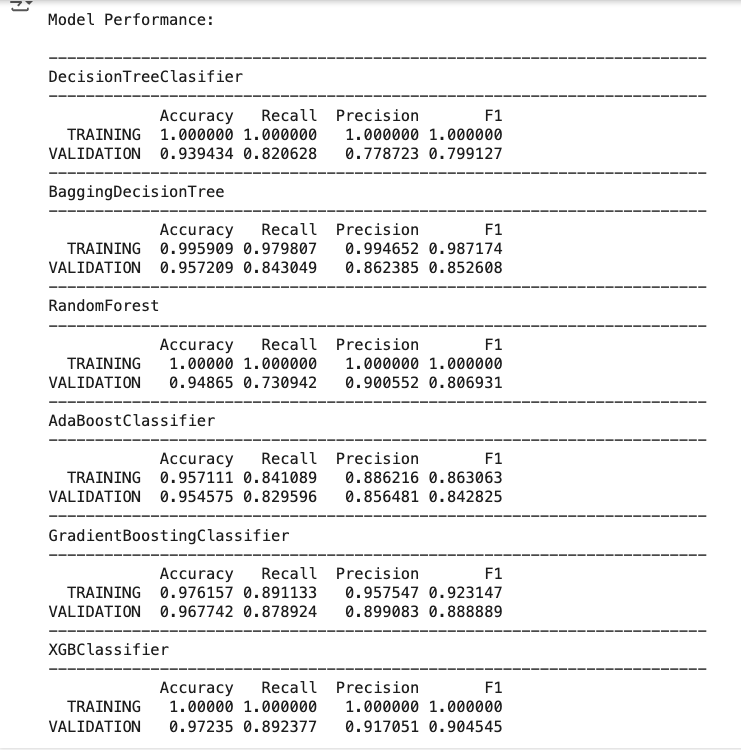 Model Performance:
DecisionTreeClasifier
Accuracy Recall Precision F1
TRAINING 1.000000 1.000000 1.000000 1.000000
VALIDATION 0.939434 0.820628 0.778723 0.799127
BaggingDecisionTree
Accuracy Recall Precision F1
TRAINING 0.995909 0.979807 0.994652 0.987174
VALIDATION 0.957209 0.843049 0.862385 0.852608
RandomForest
Accuracy Recall Precision F1
TRAINING 1.00000 1.000000 1.000000 1.000000
VALIDATION 0.94865 0.730942 0.900552 0.806931
AdaBoostClassifier
Accuracy Recall Precision F1
TRAINING 0.957111 0.841089 0.886216 0.863063
VALIDATION 0.954575 0.829596 0.856481 0.842825
GradientBoostingClassifier
Accuracy Recall Precision F1
TRAINING 0.976157 0.891133 0.957547 0.923147
VALIDATION 0.967742 0.878924 0.899083 0.888889
XGBClassifier
Accuracy Recall Precision F1
TRAINING 1.00000 1.000000 1.000000 1.000000
VALIDATION 0.97235 0.892377 0.917051 0.904545